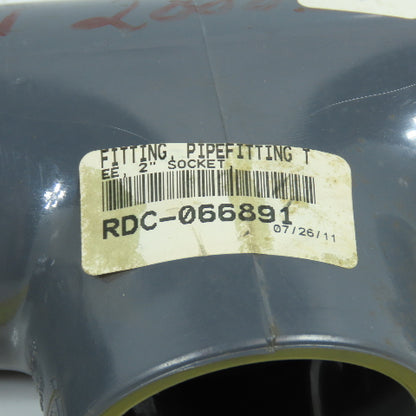 FITTING, PIPEFITTING T
EE, 2" SOCKET
RDC-066891
07/26/11